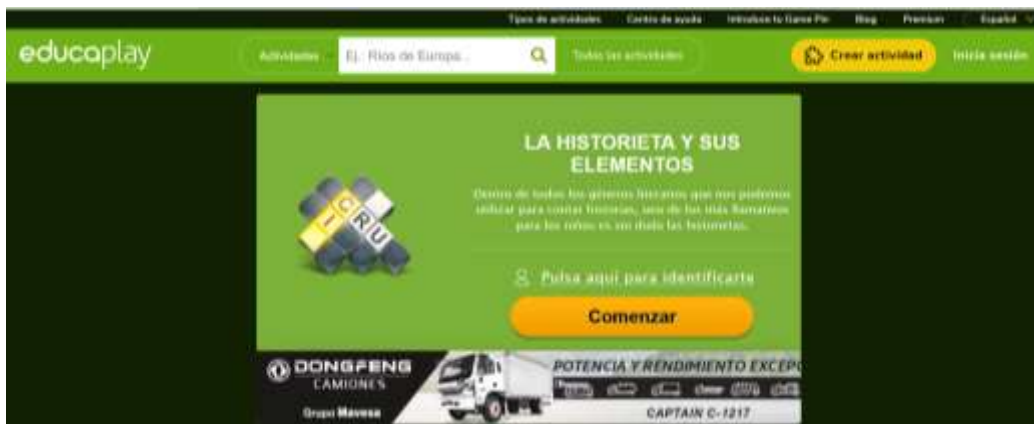 Tipos de actividades Centro de ayuda Introduce tu Game Pin Blog Premium Español
educaplay
Actividades
Ej.: Ríos de Europa...
Todas las actividades
Crear actividad
Inicia sesión
LA HISTORIETA Y SUS
ELEMENTOS
Dentro de todos los géneros literarios que nos podemos
utilizar para contar historias, uno de los más llamativos
para los niños es sin duda las historietas.
C
I R
U
Pulsa aquí para identificarte
Comenzar
DONGFENG
CAMIONES
Grupo Mavesa
POTENCIA Y RENDIMIENTO EXCEPC
CAPTAIN C-1217